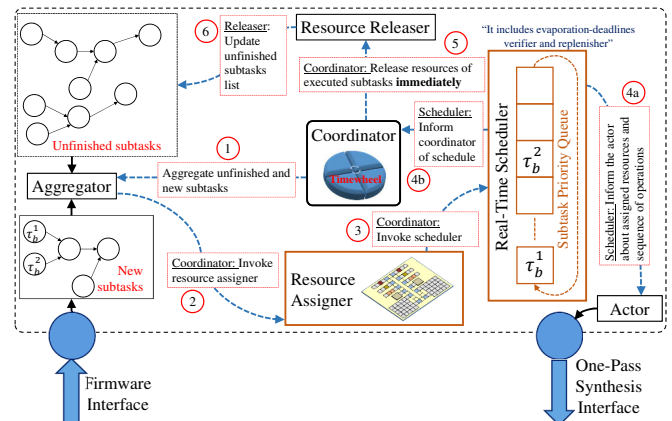 6
Releaser:
Update
unfinished
subtasks
list
Resource Releaser
5
Coordinator: Release resources of
executed subtasks immediately
“It includes evaporation-deadlines
verifier and replenisher”
4a
Unfinished subtasks
1
Aggregate unfinished and
new subtasks
Coordinator
Timewheel
Scheduler:
Inform
coordinator
of schedule
4b
Real-Time Scheduler
τ_b^2
τ_b^1
Subtask Priority Queue
Scheduler: Inform the actor
about assigned resources and
sequence of operations
Aggregator
τ_b^1
τ_b^2
New
subtasks
Coordinator: Invoke
resource assigner
2
3
Coordinator:
Invoke scheduler
Resource
Assigner
Actor
Firmware
Interface
One-Pass
Synthesis
Interface